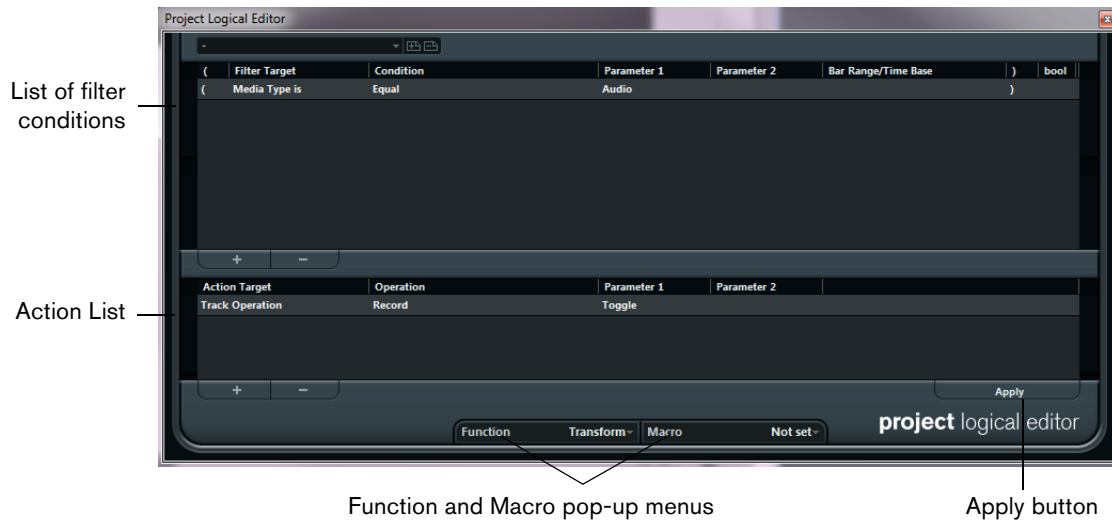 Project Logical Editor
-
( Filter Target Condition Parameter 1 Parameter 2 Bar Range/Time Base ) bool
( Media Type is Equal Audio )
List of filter
conditions
+ −
Action Target Operation Parameter 1 Parameter 2
Track Operation Record Toggle
Action List
+ −
Apply
project logical editor
Function Transform Macro Not set
Function and Macro pop-up menus
Apply button